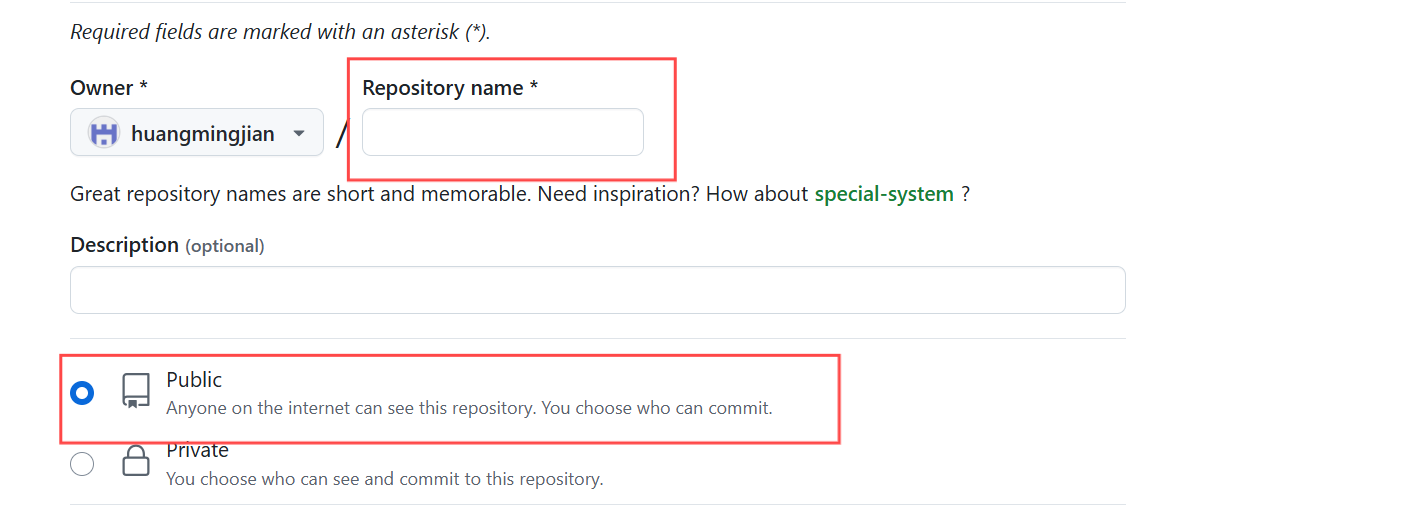 Required fields are marked with an asterisk (*).
Owner * Repository name *
huangmingjian /
Great repository names are short and memorable. Need inspiration? How about special-system ?
Description (optional)
Public
Anyone on the internet can see this repository. You choose who can commit.
Private
You choose who can see and commit to this repository.